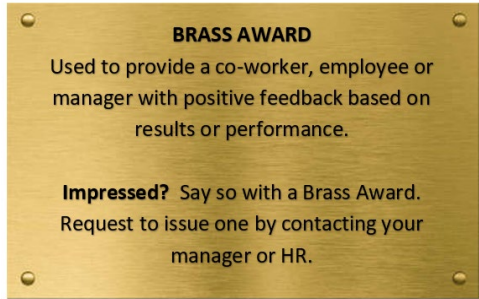 BRASS AWARD
Used to provide a co-worker, employee or
manager with positive feedback based on
results or performance.
Impressed?  Say so with a Brass Award.
Request to issue one by contacting your
manager or HR.